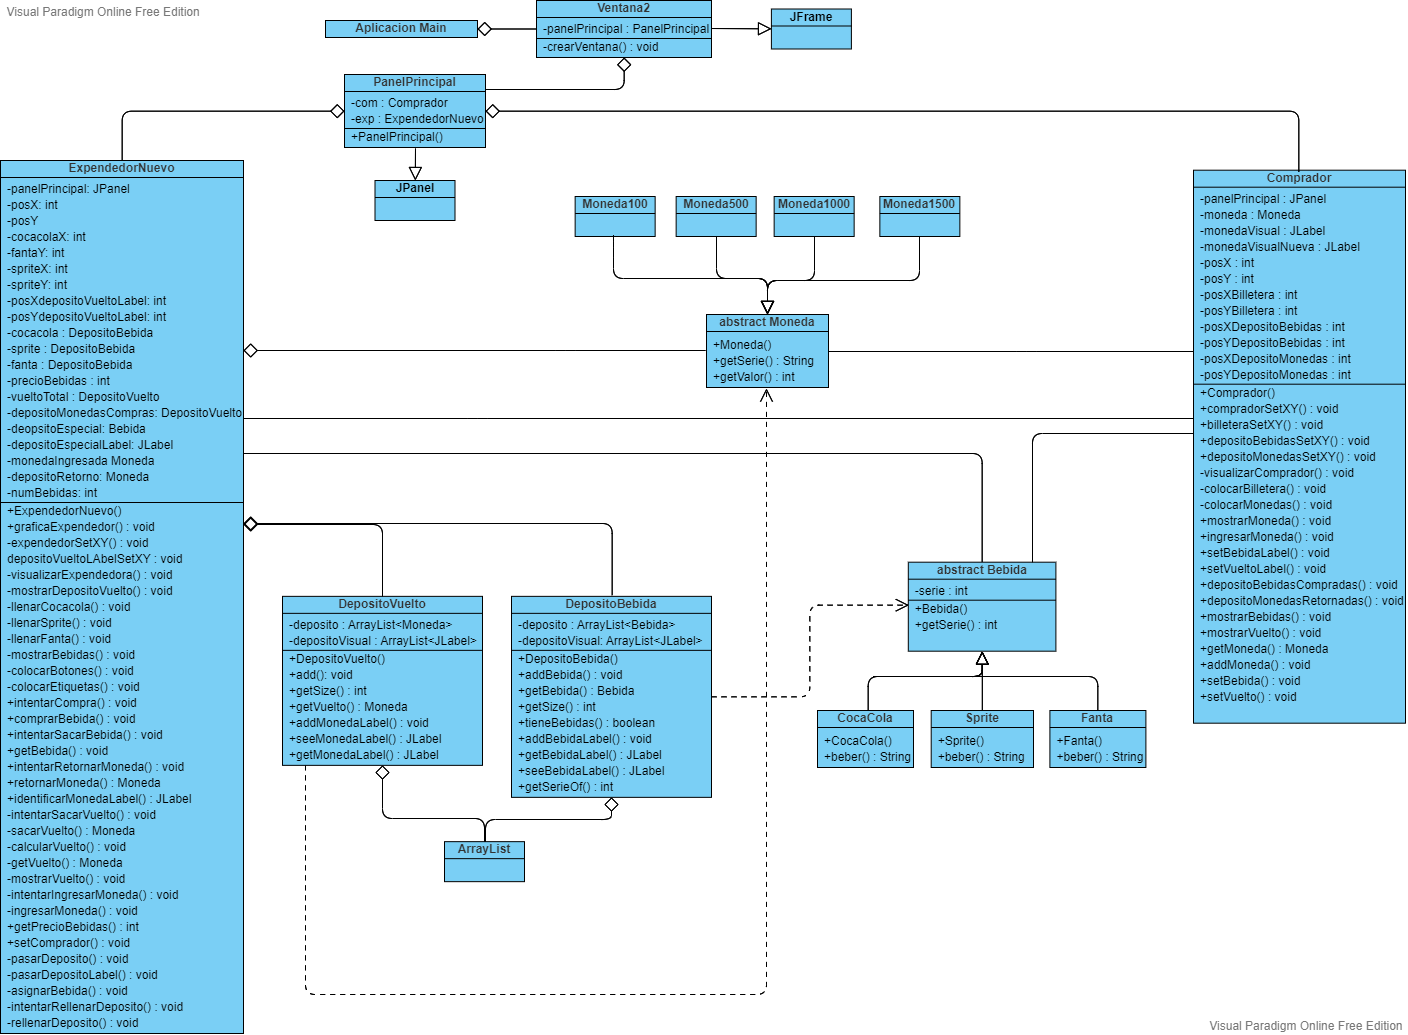 Visual Paradigm Online Free Edition
Aplicacion Main
Ventana2
-panelPrincipal : PanelPrincipal
-crearVentana() : void
JFrame
PanelPrincipal
-com : Comprador
-exp : ExpendedorNuevo
+PanelPrincipal()
JPanel
ExpendedorNuevo
-panelPrincipal: JPanel
-posX: int
-posY
-cocacolaX: int
-fantaY: int
-spriteX: int
-spriteY: int
-posXdepositoVueltoLabel: int
-posYdepositoVueltoLabel: int
-cocacola : DepositoBebida
-sprite : DepositoBebida
-fanta : DepositoBebida
-precioBebidas : int
-vueltoTotal : DepositoVuelto
-depositoMonedasCompras: DepositoVuelto
-deopsitoEspecial: Bebida
-depositoEspecialLabel: JLabel
-monedaIngresada Moneda
-depositoRetorno: Moneda
-numBebidas: int
+ExpendedorNuevo()
+graficaExpendedor() : void
-expendedorSetXY() : void
depositoVueltoLAbelSetXY : void
-visualizarExpendedora() : void
-mostrarDepositoVuelto() : void
-llenarCocacola() : void
-llenarSprite() : void
-llenarFanta() : void
-mostrarBebidas() : void
-colocarBotones() : void
-colocarEtiquetas() : void
-intentarCompra() : void
-comprarBebida() : void
-intentarSacarBebida() : void
+getBebida() : void
-intentarRetornarMoneda() : void
+retornarMoneda() : Moneda
+identificarMonedaLabel() : JLabel
-intentarSacarVuelto() : void
-sacarVuelto() : Moneda
-calcularVuelto() : void
-getVuelto() : Moneda
-mostrarVuelto() : void
-intentarIngresarMoneda() : void
-ingresarMoneda() : void
+getPrecioBebidas() : int
+setComprador() : void
-pasarDeposito() : void
-pasarDepositoLabel() : void
-asignarBebida() : void
-intentarRellenarDeposito() : void
-rellenarDeposito() : void
Moneda100
Moneda500
Moneda1000
Moneda1500
abstract Moneda
+Moneda()
+getSerie() : String
+getValor() : int
Comprador
-panelPrincipal : JPanel
-moneda : Moneda
-monedaVisual : JLabel
-monedaVisualNueva : JLabel
-posX : int
-posY : int
-posXBilletera : int
-posYBilletera : int
-posXDepositoBebidas : int
-posYDepositoBebidas : int
-posXDepositoMonedas : int
-posYDepositoMonedas : int
+Comprador()
+compradorSetXY() : void
+billeteraSetXY() : void
+depositoBebidasSetXY() : void
+depositoMonedasSetXY() : void
-visualizarComprador() : void
-colocarBilletera() : void
-colocarMonedas() : void
+mostrarMoneda() : void
+ingresarMoneda() : void
+setBebidaLabel() : void
+setVueltoLabel() : void
+depositoBebidasCompradas() : void
+depositoMonedasRetornadas() : void
+mostrarBebidas() : void
+mostrarVuelto() : void
+getMoneda() : Moneda
+addMoneda() : void
+setBebida() : void
+setVuelto() : void
DepositoVuelto
-deposito : ArrayList<Moneda>
-depositoVisual : ArrayList<JLabel>
+DepositoVuelto()
+add(): void
+getSize() : int
+getVuelto() : Moneda
+addMonedaLabel() : void
+seeMonedaLabel() : JLabel
+getMonedaLabel() : JLabel
DepositoBebida
-deposito : ArrayList<Bebida>
-depositoVisual: ArrayList<JLabel>
+DepositoBebida()
+addBebida() : void
+getBebida() : Bebida
+getSize() : int
+tieneBebidas() : boolean
+addBebidaLabel() : void
+getBebidaLabel() : JLabel
+seeBebidaLabel() : JLabel
+getSerieOf() : int
ArrayList
abstract Bebida
-serie : int
+Bebida()
+getSerie() : int
CocaCola
+CocaCola()
+beber() : String
Sprite
+Sprite()
+beber() : String
Fanta
+Fanta()
+beber() : String
Visual Paradigm Online Free Edition